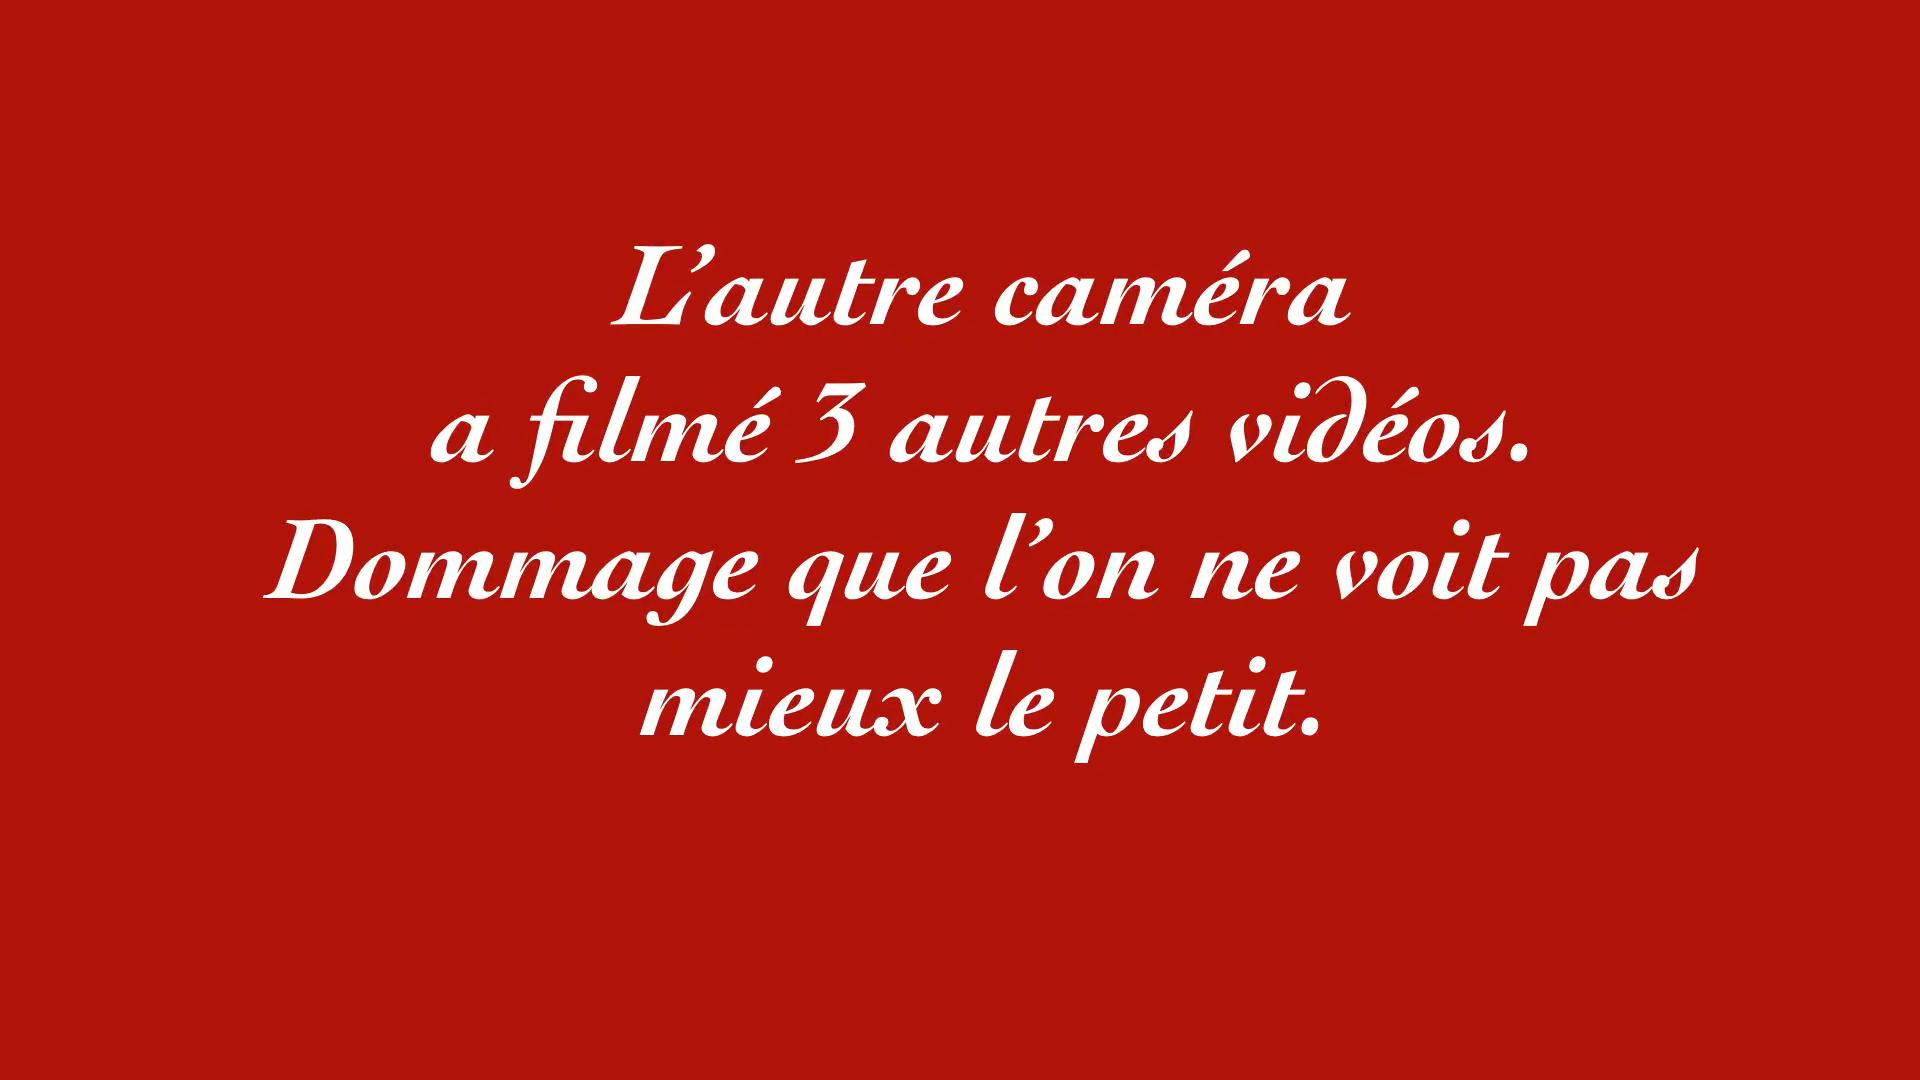 L’autre caméra
a filmé 3 autres vidéos.
Dommage que l’on ne voit pas
mieux le petit.